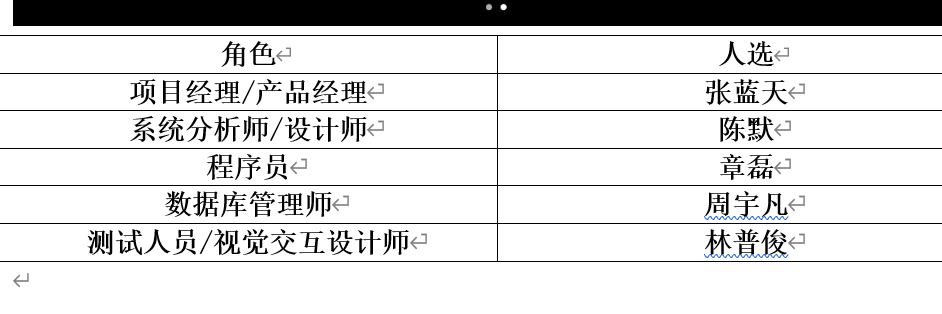 角色 人选
项目经理/产品经理 张蓝天
系统分析师/设计师 陈默
程序员 章磊
数据库管理师 周宇凡
测试人员/视觉交互设计师 林普俊